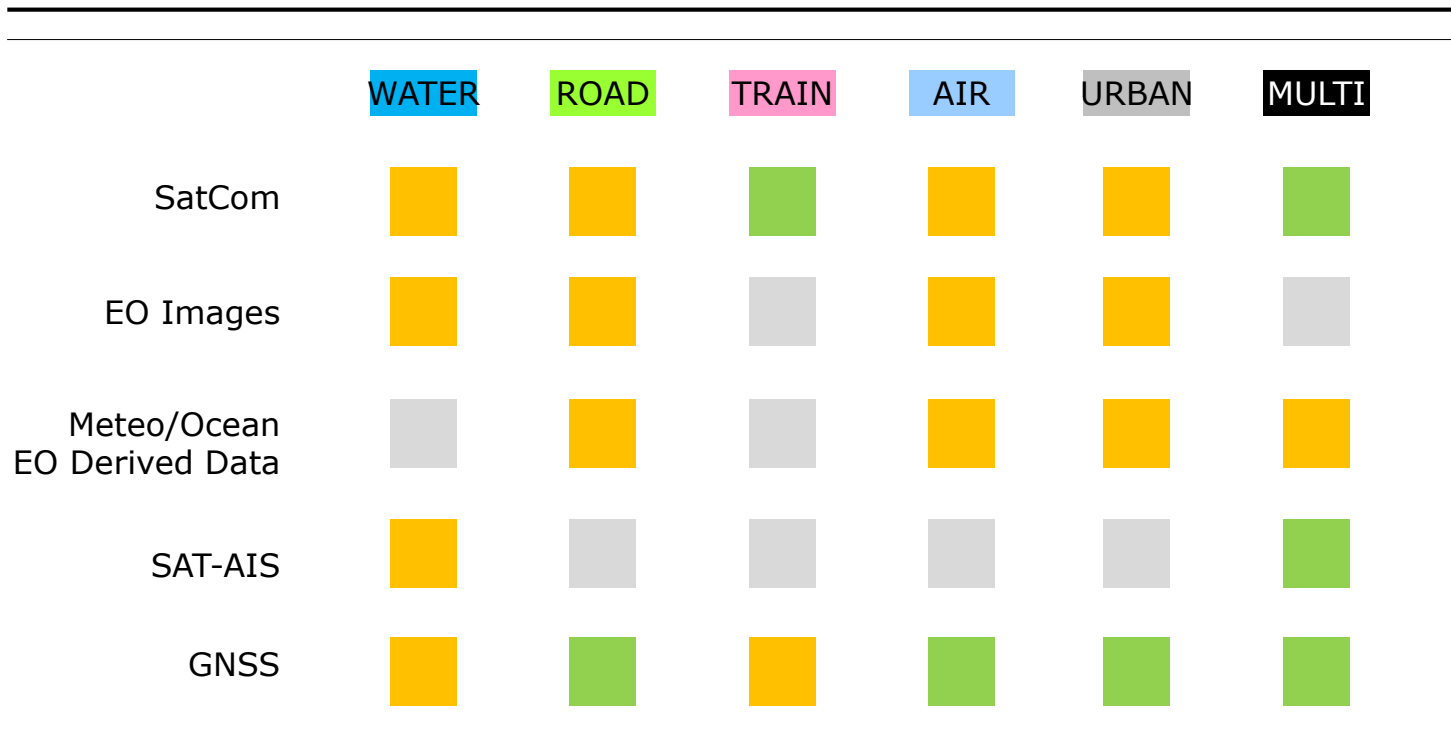 WATER ROAD TRAIN AIR URBAN MULTI
SatCom
EO Images
Meteo/Ocean
EO Derived Data
SAT-AIS
GNSS